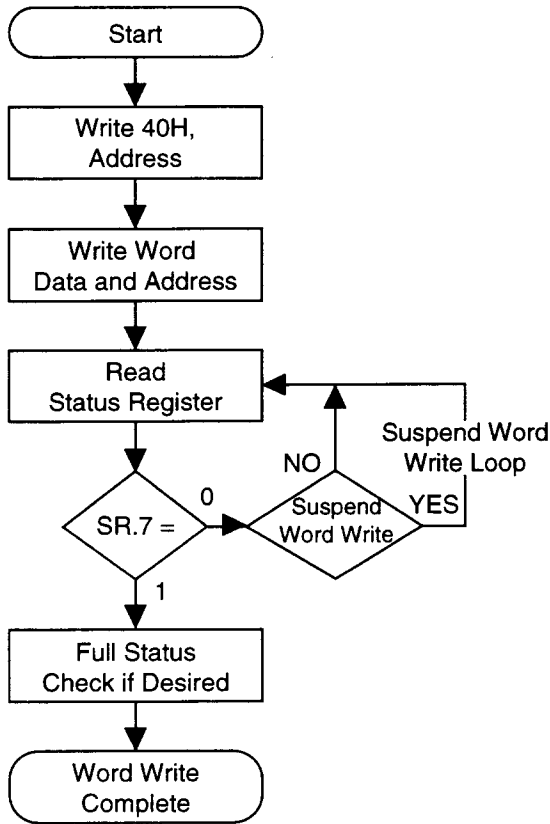 Start
Write 40H,
Address
Write Word
Data and Address
Read
Status Register
Suspend Word
Write Loop
NO
YES
0
SR.7 =
Suspend
Word Write
1
Full Status
Check if Desired
Word Write
Complete